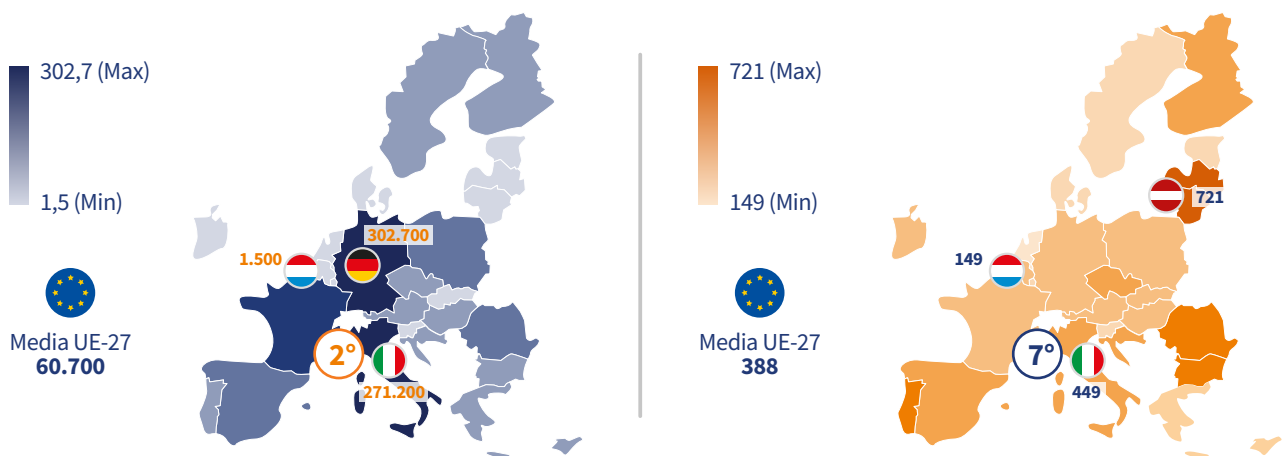 302,7 (Max)
1,5 (Min)
Media UE-27
60.700
1.500
302.700
2°
271.200
721 (Max)
149 (Min)
Media UE-27
388
149
721
7°
449